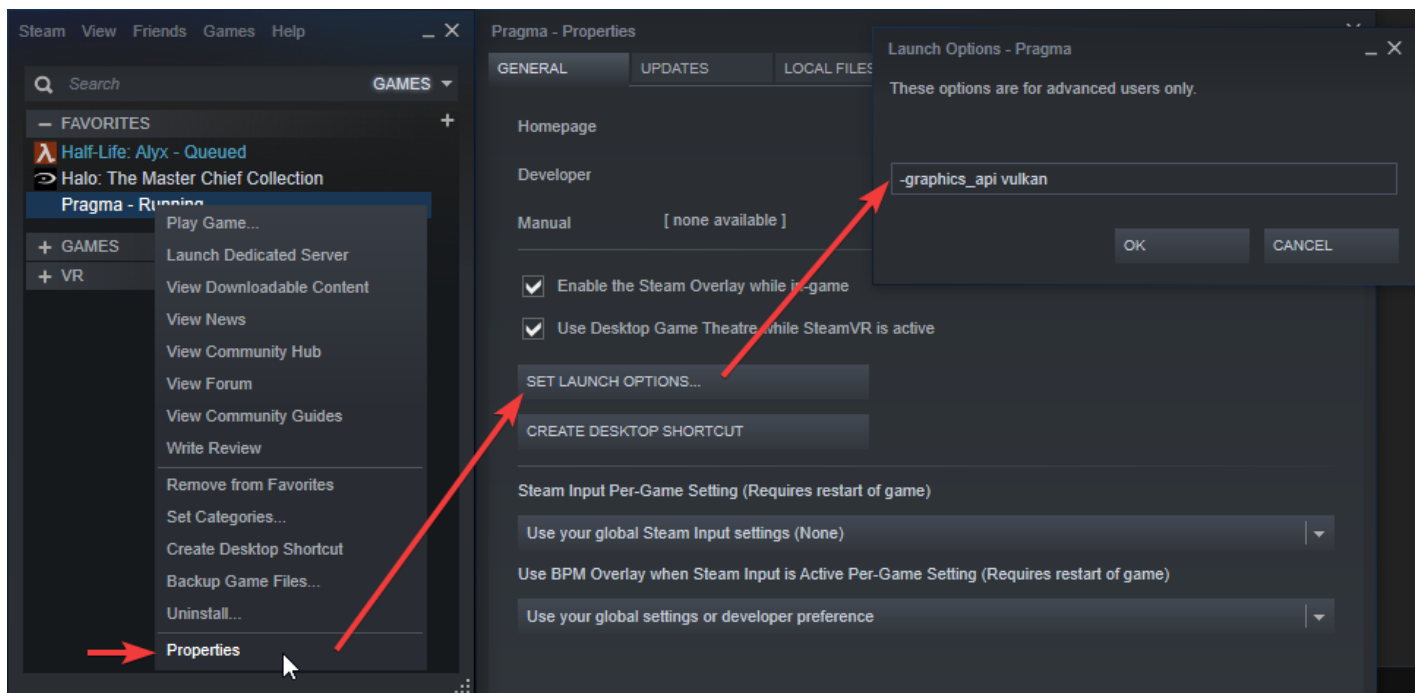 Steam View Friends Games Help
Search GAMES
FAVORITES
Half-Life: Alyx - Queued
Halo: The Master Chief Collection
Pragma - Running
GAMES
VR
Play Game...
Launch Dedicated Server
View Downloadable Content
View News
View Community Hub
View Forum
View Community Guides
Write Review
Remove from Favorites
Set Categories...
Create Desktop Shortcut
Backup Game Files...
Uninstall...
Properties
Pragma - Properties
GENERAL UPDATES LOCAL FILES
Homepage
Developer
Manual [ none available ]
Enable the Steam Overlay while in-game
Use Desktop Game Theatre while SteamVR is active
SET LAUNCH OPTIONS...
CREATE DESKTOP SHORTCUT
Steam Input Per-Game Setting (Requires restart of game)
Use your global Steam Input settings (None)
Use BPM Overlay when Steam Input is Active Per-Game Setting (Requires restart of game)
Use your global settings or developer preference
Launch Options - Pragma
These options are for advanced users only.
-graphics_api vulkan
OK CANCEL